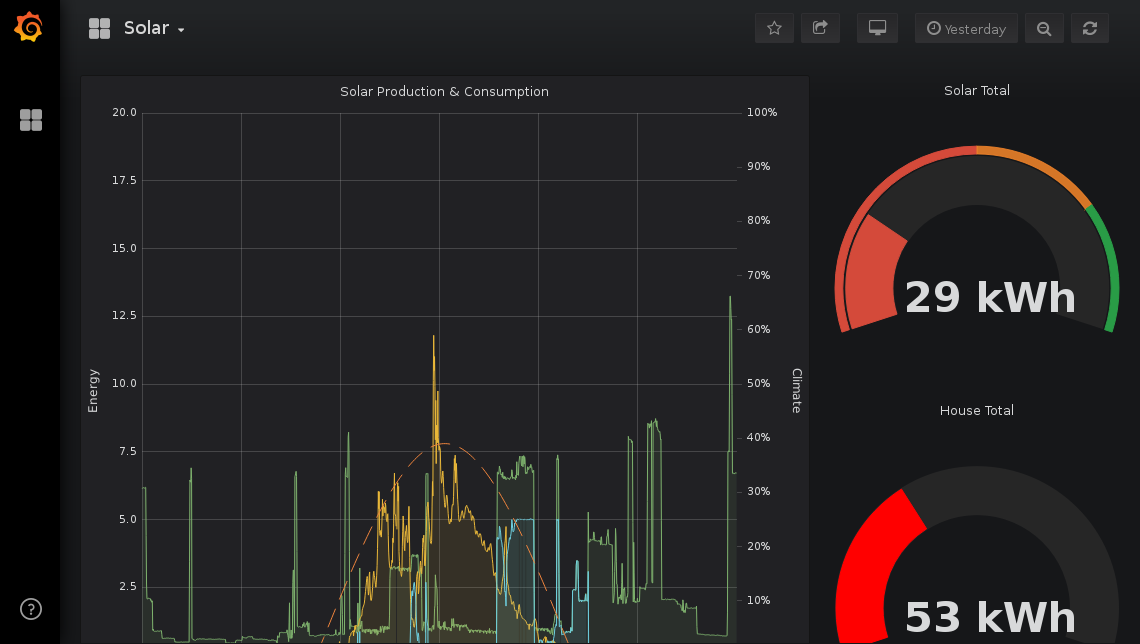 Solar
Yesterday
Solar Production & Consumption
20.0
17.5
15.0
12.5
10.0
7.5
5.0
2.5
Energy
100%
90%
80%
70%
60%
50%
40%
30%
20%
10%
Climate
Solar Total
29 kWh
House Total
53 kWh
?